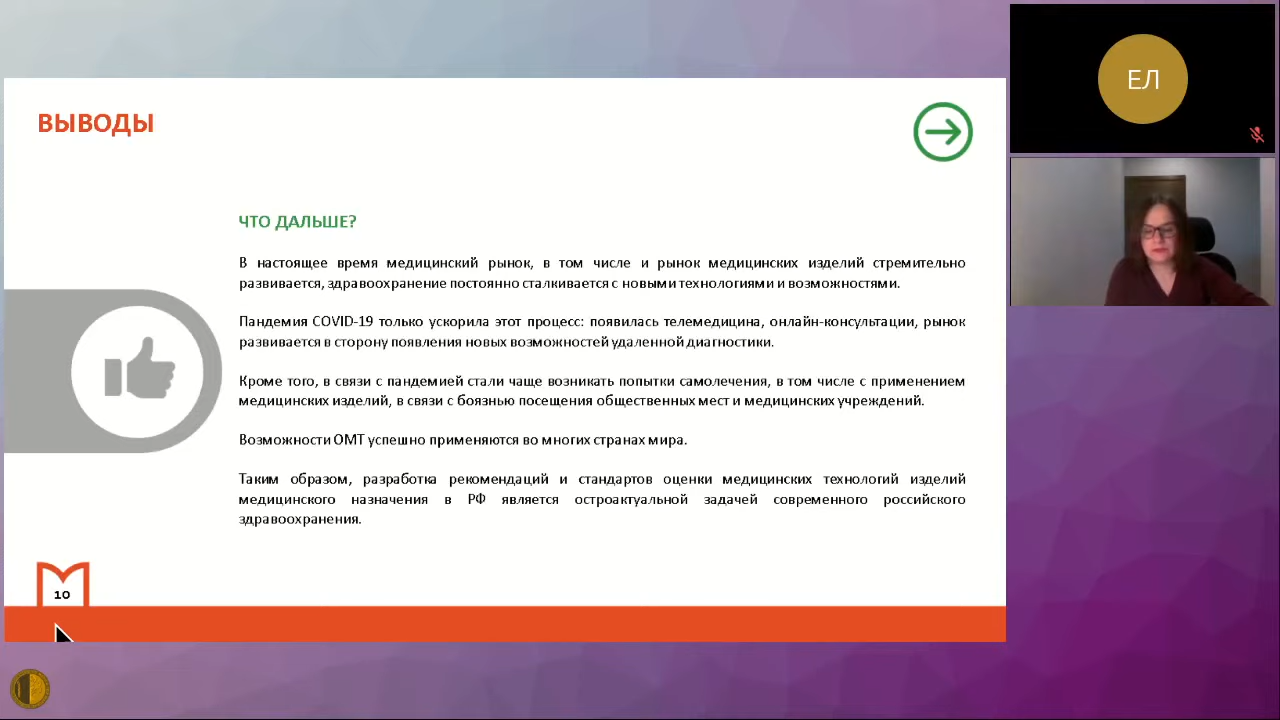 ВЫВОДЫ
ЧТО ДАЛЬШЕ?
В настоящее время медицинский рынок, в том числе и рынок медицинских изделий стремительно
развивается, здравоохранение постоянно сталкивается с новыми технологиями и возможностями.
Пандемия COVID-19 только ускорила этот процесс: появилась телемедицина, онлайн-консультации, рынок
развивается в сторону появления новых возможностей удаленной диагностики.
Кроме того, в связи с пандемией стали чаще возникать попытки самолечения, в том числе с применением
медицинских изделий, в связи с боязнью посещения общественных мест и медицинских учреждений.
Возможности ОМТ успешно применяются во многих странах мира.
Таким образом, разработка рекомендаций и стандартов оценки медицинских технологий изделий
медицинского назначения в РФ является остроактуальной задачей современного российского
здравоохранения.
10
ЕЛ